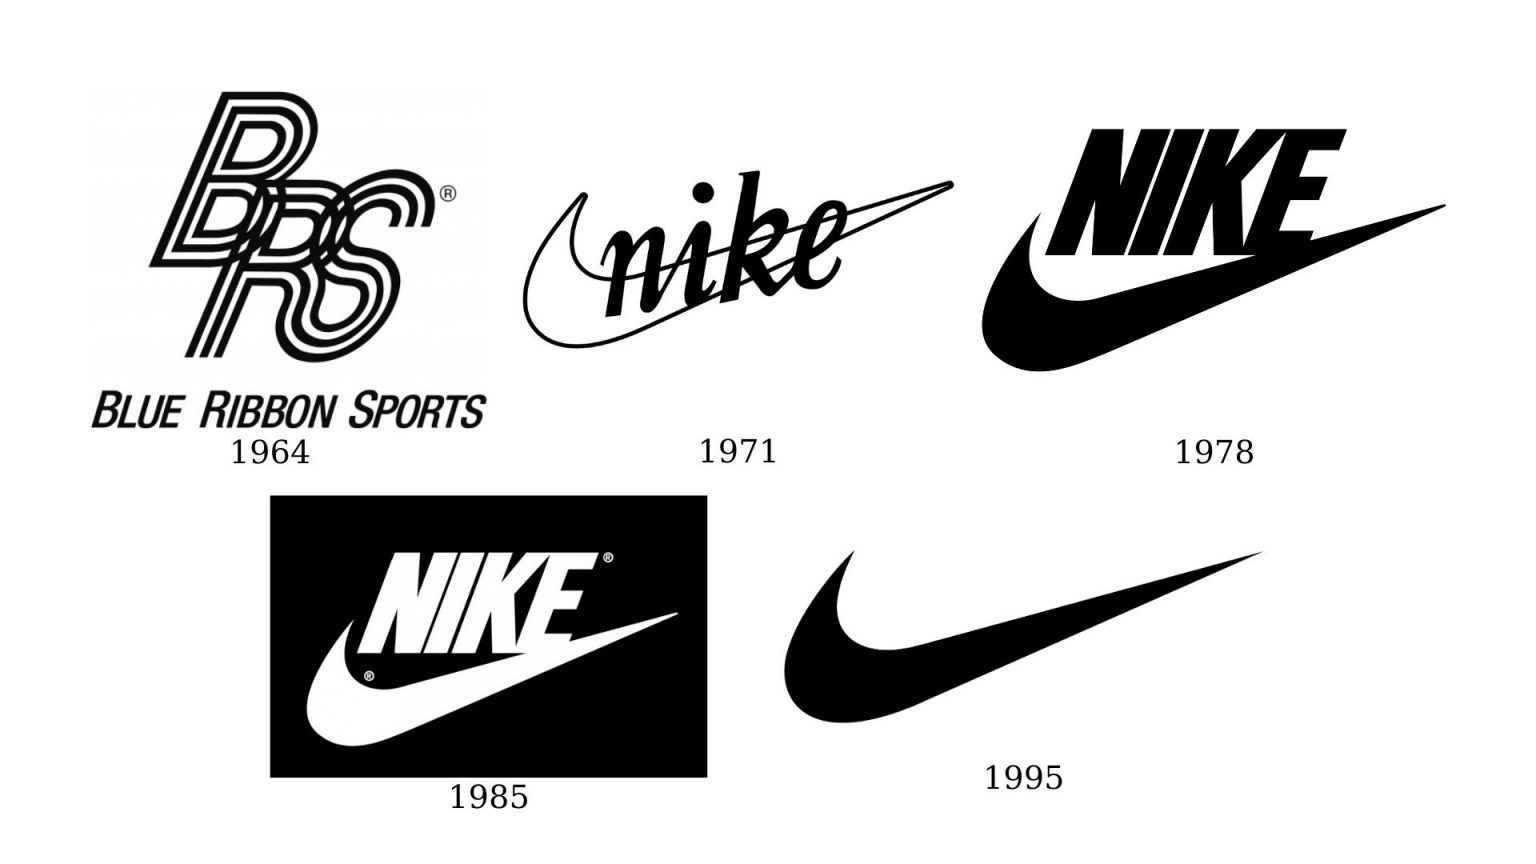 BRS®
BLUE RIBBON SPORTS
1964
nike
1971
NIKE
1978
NIKE®
®
1985
1995